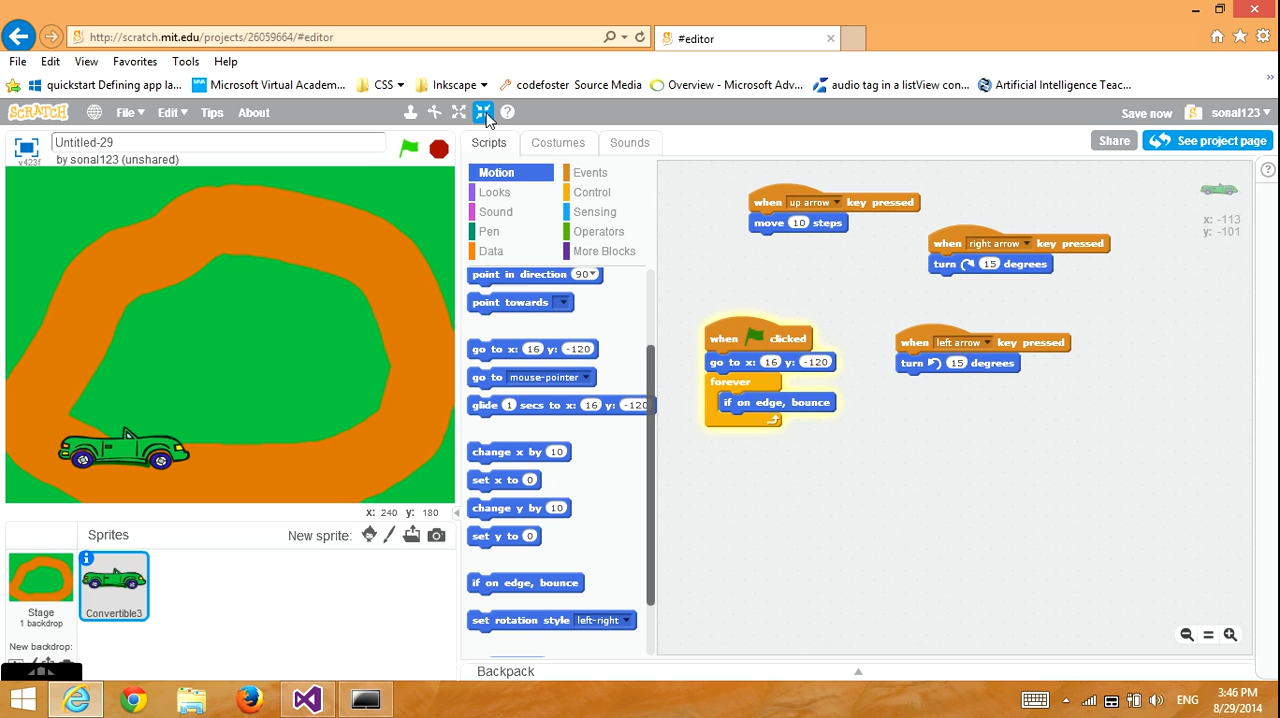 http://scratch.mit.edu/projects/26059664/#editor
#editor
File Edit View Favorites Tools Help
quickstart Defining app la... Microsoft Virtual Academ... CSS Inkscape codefoster Source Media Overview - Microsoft Adv... audio tag in a listView con... Artificial Intelligence Teac...
SCRATCH File Edit Tips About Save now sonal123
Untitled-29
v423f by sonal123 (unshared)
Scripts Costumes Sounds
Share See project page
Motion Events
Looks Control
Sound Sensing
Pen Operators
Data More Blocks
point in direction 90
point towards
go to x: 16 y: -120
go to mouse-pointer
glide 1 secs to x: 16 y: -120
change x by 10
set x to 0
change y by 10
set y to 0
if on edge, bounce
set rotation style left-right
when up arrow key pressed
move 10 steps
when right arrow key pressed
turn 15 degrees
when clicked
go to x: 16 y: -120
forever
if on edge, bounce
when left arrow key pressed
turn 15 degrees
x: -113
y: -101
x: 240 y: 180
Sprites New sprite:
Stage
1 backdrop
New backdrop:
Convertible3
Backpack
ENG
3:46 PM
8/29/2014